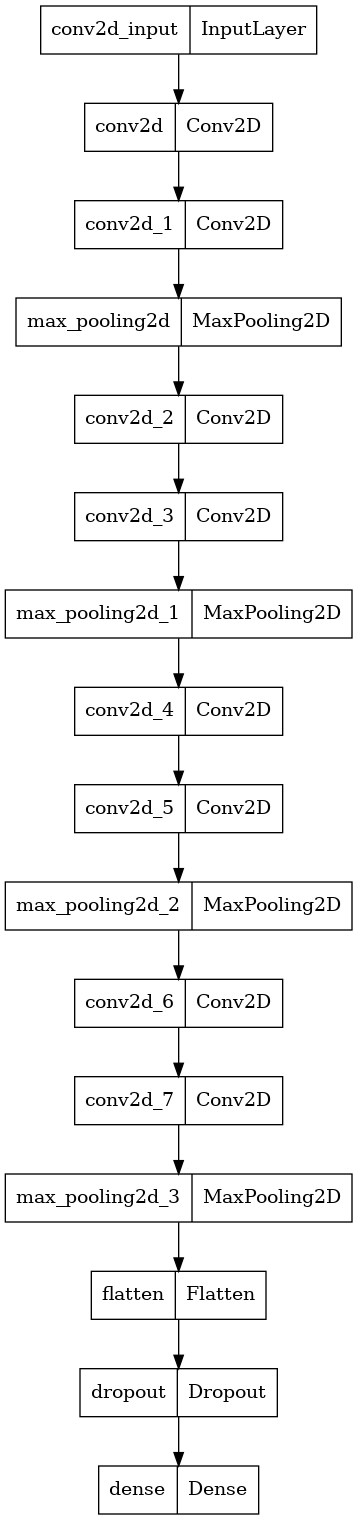 conv2d_input InputLayer
conv2d Conv2D
conv2d_1 Conv2D
max_pooling2d MaxPooling2D
conv2d_2 Conv2D
conv2d_3 Conv2D
max_pooling2d_1 MaxPooling2D
conv2d_4 Conv2D
conv2d_5 Conv2D
max_pooling2d_2 MaxPooling2D
conv2d_6 Conv2D
conv2d_7 Conv2D
max_pooling2d_3 MaxPooling2D
flatten Flatten
dropout Dropout
dense Dense